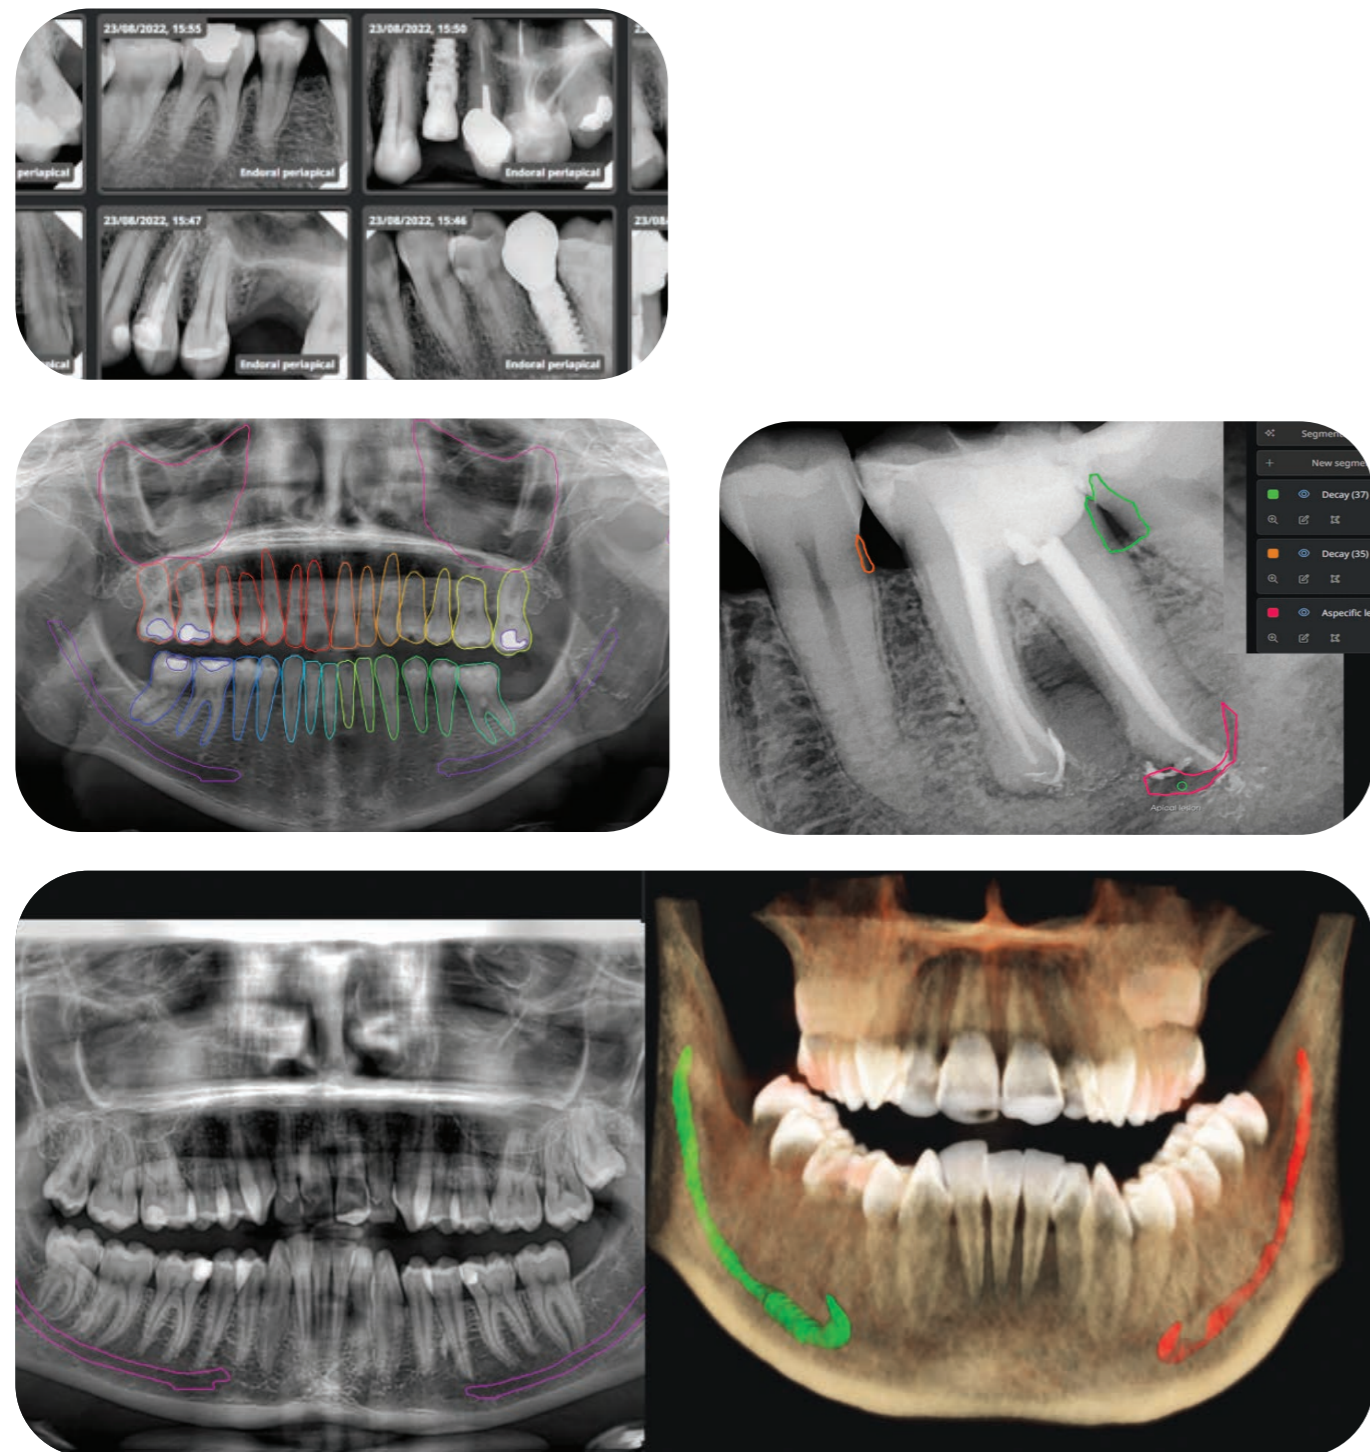 23/08/2022, 15:55
23/08/2022, 15:50
periapical
Endoral periapical
Endoral periapical
23/08/2022, 15:47
23/08/2022, 15:46
23/08
Endoral periapical
Endoral periapical
Segmen
New segme
Decay (37)
Decay (35)
Aspecific le
Apical lesion